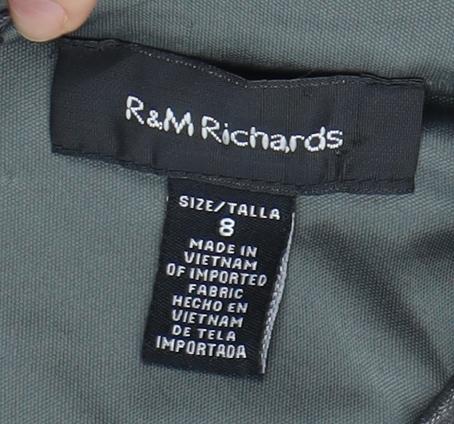 R&M Richards
SIZE/TALLA
8
MADE IN
VIETNAM
OF IMPORTED
FABRIC
HECHO EN
VIETNAM
DE TELA
IMPORTADA